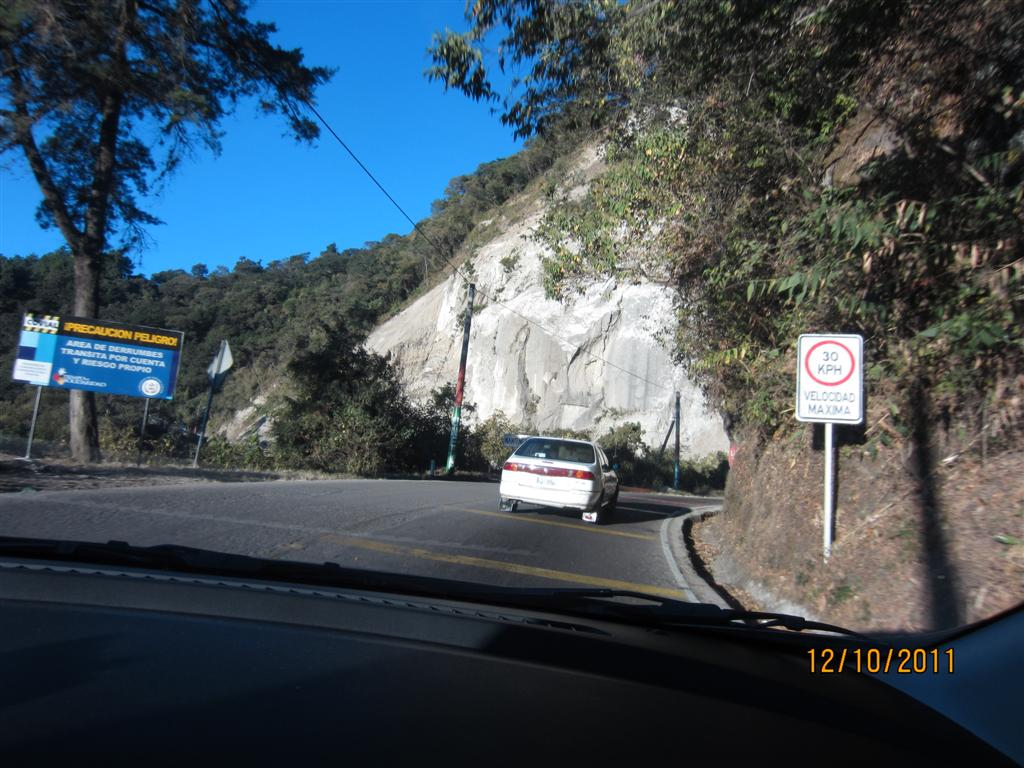 ¡PRECAUCION PELIGRO!
AREA DE DERRUMBES
TRANSITA POR CUENTA
Y RIESGO PROPIO
30
KPH
VELOCIDAD
MAXIMA
12/10/2011